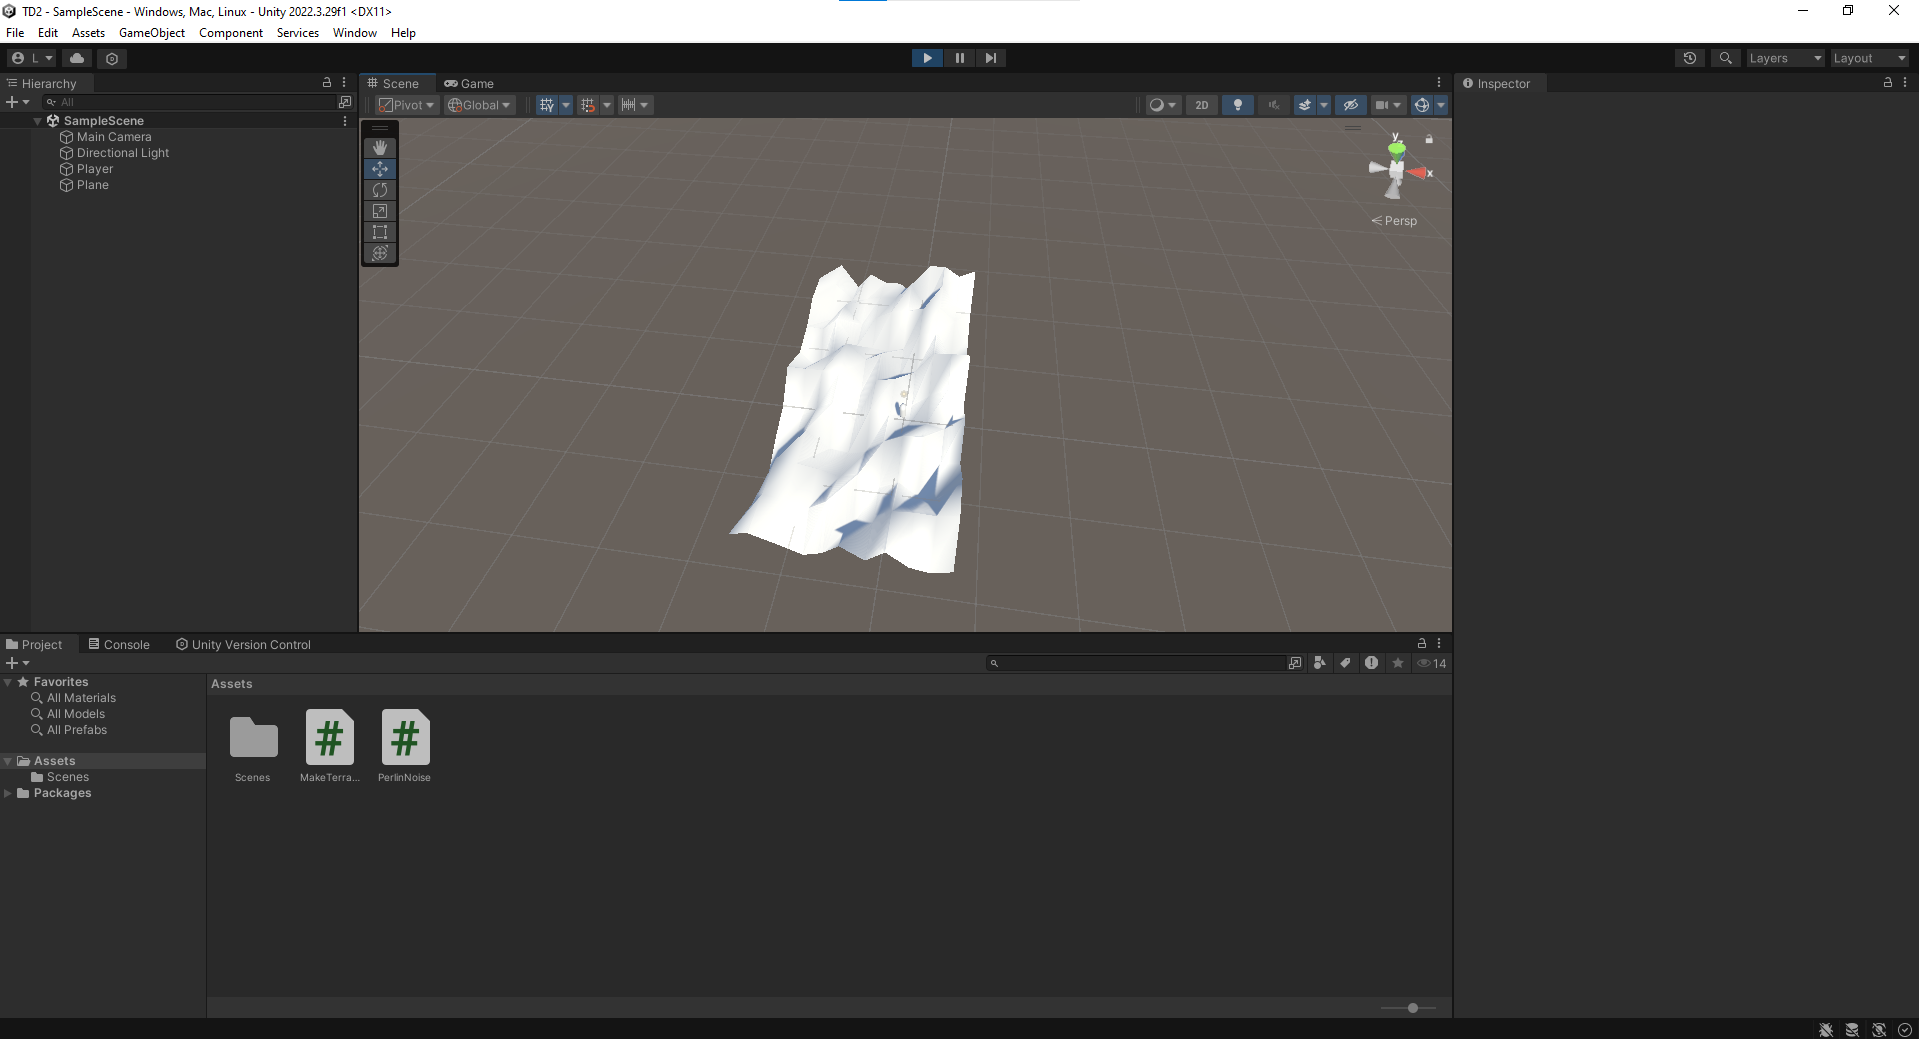 TD2 - SampleScene - Windows, Mac, Linux - Unity 2022.3.29f1 <DX11>
File Edit Assets GameObject Component Services Window Help
L Layers Layout
Hierarchy
All
SampleScene
Main Camera
Directional Light
Player
Plane
Scene Game
Pivot Global 2D
y
x
Persp
Inspector
Project Console Unity Version Control
14
Favorites
All Materials
All Models
All Prefabs
Assets
Scenes
Packages
Assets
Scenes MakeTerra... PerlinNoise